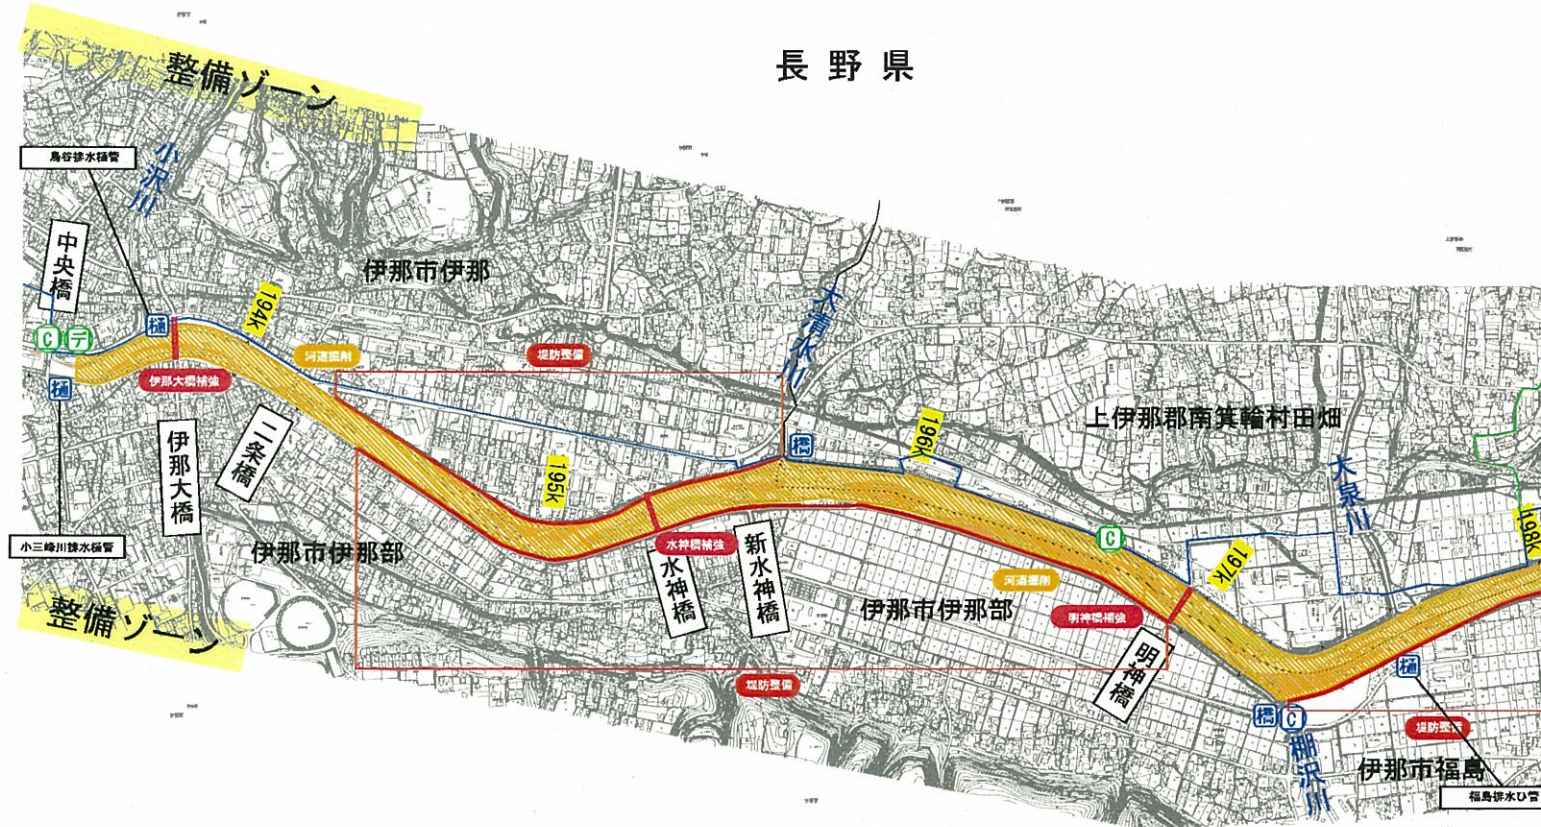 長野県
整備ゾーン
鳥谷排水樋管
小沢川
中央橋
伊那市伊那
大清水川
194k
C
テ
樋
河道掘削
堤防整備
伊那大橋補強
樋
二条橋
伊那大橋
195k
橋
196k
上伊那郡南箕輪村田畑
大泉川
198k
小三峰川排水樋管
伊那市伊那部
水神橋補強
水神橋
新水神橋
C
197k
河道掘削
伊那市伊那部
明神橋補強
明神橋
整備ゾーン
堤防整備
樋
橋
C
棚沢川
堤防整備
伊那市福島
福島排水ひ管